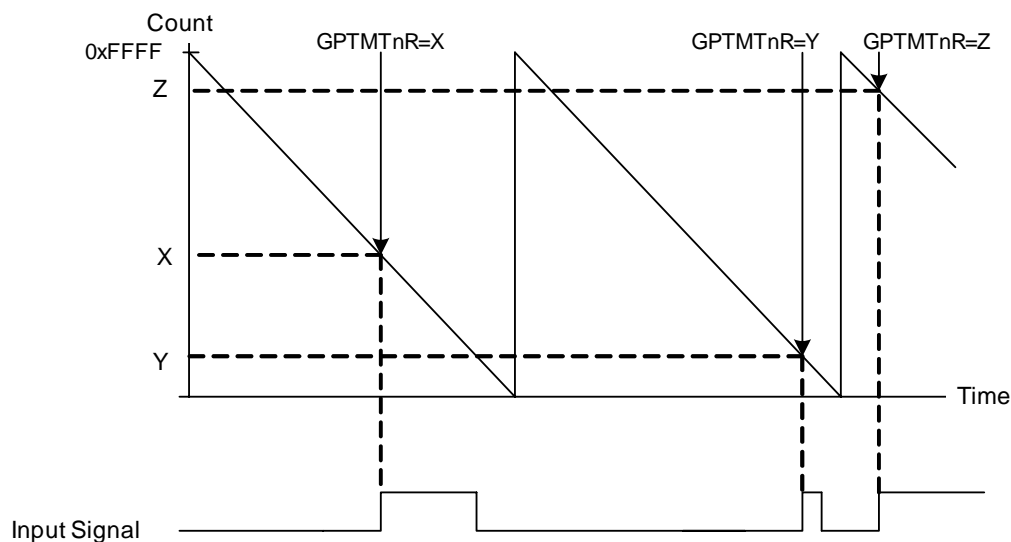 Count
0xFFFF
GPTMTnR=X
GPTMTnR=Y
GPTMTnR=Z
Z
X
Y
Time
Input Signal